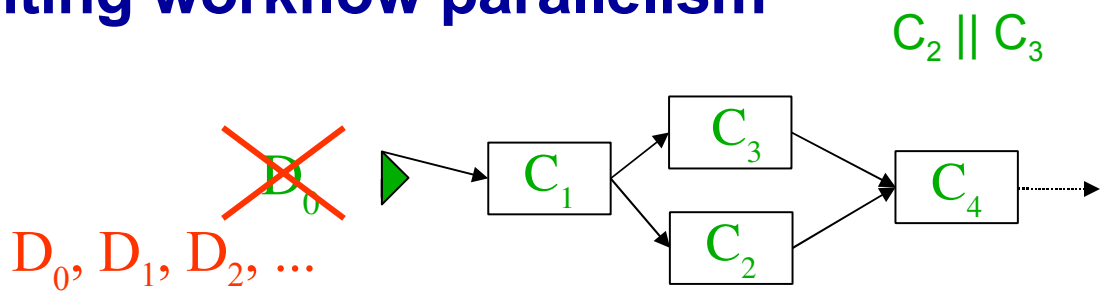 iting workflow parallelism
C₂ || C₃
D₀
C₃
C₁
C₄
C₂
D₀, D₁, D₂, ...